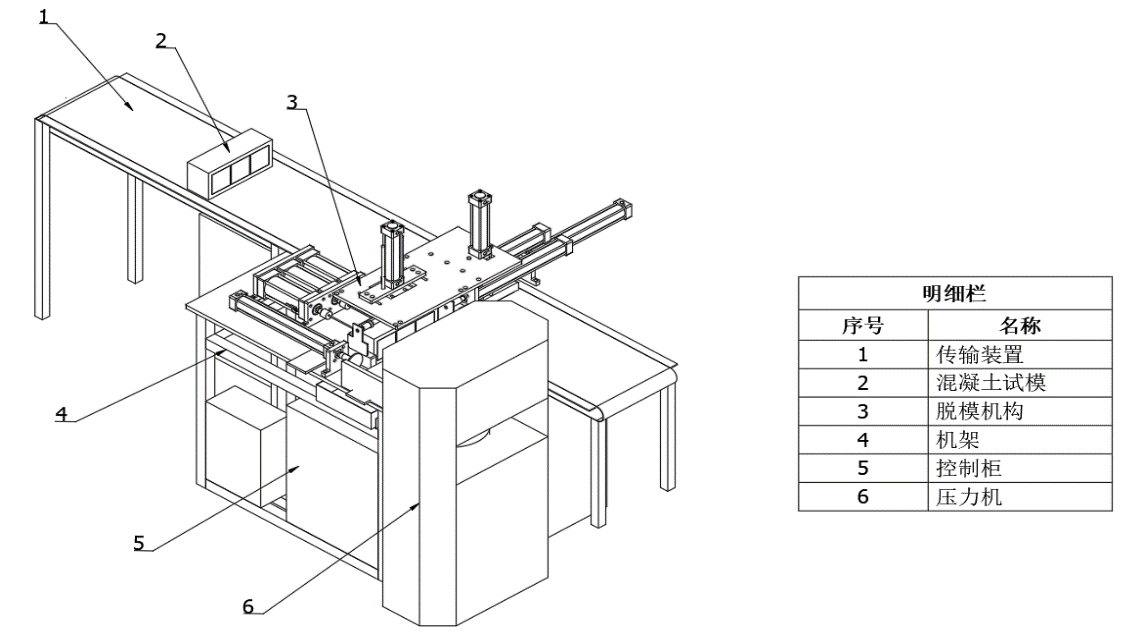 1
2
3
4
5
6
明细栏
序号 名称
1 传输装置
2 混凝土试模
3 脱模机构
4 机架
5 控制柜
6 压力机